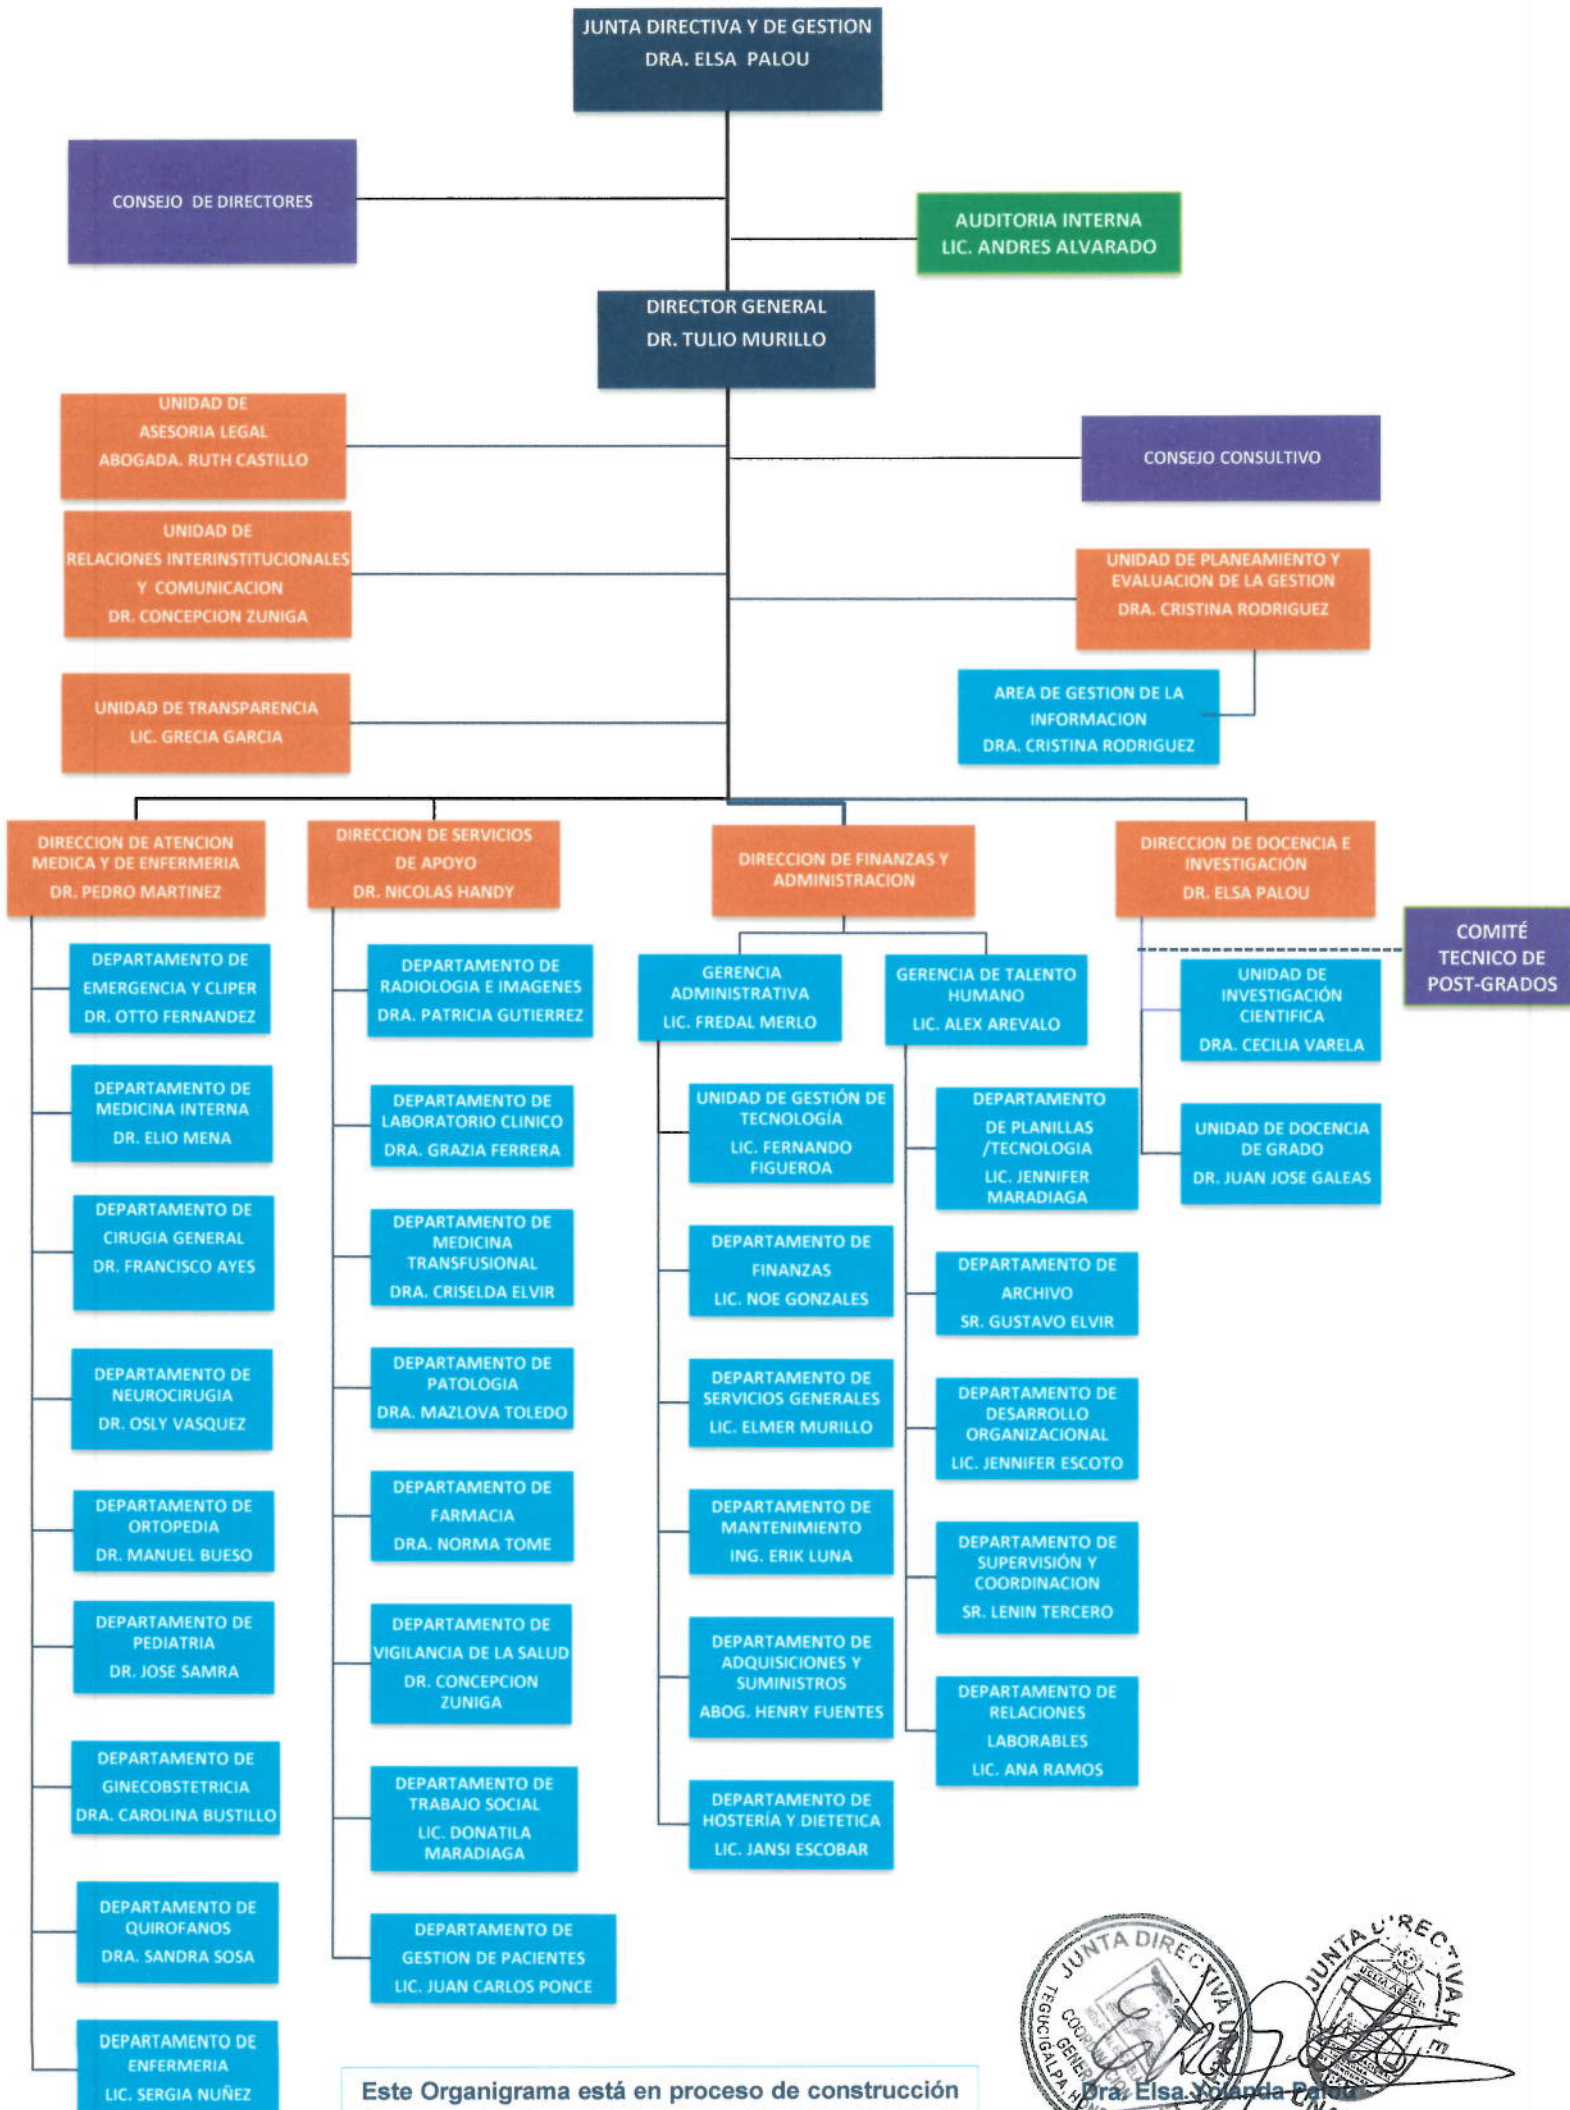 JUNTA DIRECTIVA Y DE GESTION
DRA. ELSA PALOU
CONSEJO DE DIRECTORES
AUDITORIA INTERNA
LIC. ANDRES ALVARADO
DIRECTOR GENERAL
DR. TULIO MURILLO
UNIDAD DE
ASESORIA LEGAL
ABOGADA. RUTH CASTILLO
CONSEJO CONSULTIVO
UNIDAD DE
RELACIONES INTERINSTITUCIONALES
Y COMUNICACION
DR. CONCEPCION ZUNIGA
UNIDAD DE PLANEAMIENTO Y
EVALUACION DE LA GESTION
DRA. CRISTINA RODRIGUEZ
UNIDAD DE TRANSPARENCIA
LIC. GRECIA GARCIA
AREA DE GESTION DE LA
INFORMACION
DRA. CRISTINA RODRIGUEZ
DIRECCION DE ATENCION
MEDICA Y DE ENFERMERIA
DR. PEDRO MARTINEZ
DIRECCION DE SERVICIOS
DE APOYO
DR. NICOLAS HANDY
DIRECCION DE FINANZAS Y
ADMINISTRACION
DIRECCION DE DOCENCIA E
INVESTIGACIÓN
DR. ELSA PALOU
COMITÉ
TECNICO DE
POST-GRADOS
DEPARTAMENTO DE
EMERGENCIA Y CLIPER
DR. OTTO FERNANDEZ
DEPARTAMENTO DE
MEDICINA INTERNA
DR. ELIO MENA
DEPARTAMENTO DE
CIRUGIA GENERAL
DR. FRANCISCO AYES
DEPARTAMENTO DE
NEUROCIRUGIA
DR. OSLY VASQUEZ
DEPARTAMENTO DE
ORTOPEDIA
DR. MANUEL BUESO
DEPARTAMENTO DE
PEDIATRIA
DR. JOSE SAMRA
DEPARTAMENTO DE
GINECOBSTETRICIA
DRA. CAROLINA BUSTILLO
DEPARTAMENTO DE
QUIROFANOS
DRA. SANDRA SOSA
DEPARTAMENTO DE
ENFERMERIA
LIC. SERGIA NUÑEZ
DEPARTAMENTO DE
RADIOLOGIA E IMAGENES
DRA. PATRICIA GUTIERREZ
DEPARTAMENTO DE
LABORATORIO CLINICO
DRA. GRAZIA FERRERA
DEPARTAMENTO DE
MEDICINA
TRANSFUSIONAL
DRA. CRISELDA ELVIR
DEPARTAMENTO DE
PATOLOGIA
DRA. MAZLOVA TOLEDO
DEPARTAMENTO DE
FARMACIA
DRA. NORMA TOME
DEPARTAMENTO DE
VIGILANCIA DE LA SALUD
DR. CONCEPCION
ZUNIGA
DEPARTAMENTO DE
TRABAJO SOCIAL
LIC. DONATILA
MARADIAGA
DEPARTAMENTO DE
GESTION DE PACIENTES
LIC. JUAN CARLOS PONCE
GERENCIA
ADMINISTRATIVA
LIC. FREDAL MERLO
UNIDAD DE GESTIÓN DE
TECNOLOGÍA
LIC. FERNANDO
FIGUEROA
DEPARTAMENTO DE
FINANZAS
LIC. NOE GONZALES
DEPARTAMENTO DE
SERVICIOS GENERALES
LIC. ELMER MURILLO
DEPARTAMENTO DE
MANTENIMIENTO
ING. ERIK LUNA
DEPARTAMENTO DE
ADQUISICIONES Y
SUMINISTROS
ABOG. HENRY FUENTES
DEPARTAMENTO DE
HOSTERÍA Y DIETETICA
LIC. JANSI ESCOBAR
GERENCIA DE TALENTO
HUMANO
LIC. ALEX AREVALO
DEPARTAMENTO
DE PLANILLAS
/TECNOLOGIA
LIC. JENNIFER
MARADIAGA
DEPARTAMENTO DE
ARCHIVO
SR. GUSTAVO ELVIR
DEPARTAMENTO DE
DESARROLLO
ORGANIZACIONAL
LIC. JENNIFER ESCOTO
DEPARTAMENTO DE
SUPERVISIÓN Y
COORDINACION
SR. LENIN TERCERO
DEPARTAMENTO DE
RELACIONES
LABORABLES
LIC. ANA RAMOS
UNIDAD DE
INVESTIGACIÓN
CIENTIFICA
DRA. CECILIA VARELA
UNIDAD DE DOCENCIA
DE GRADO
DR. JUAN JOSE GALEAS
Este Organigrama está en proceso de construcción
JUNTA DIRECTIVA
TEGUCIGALPA
COORDINACION
GENERAL
JUNTA DIRECTIVA
Dra. Elsa Yolanda Palou